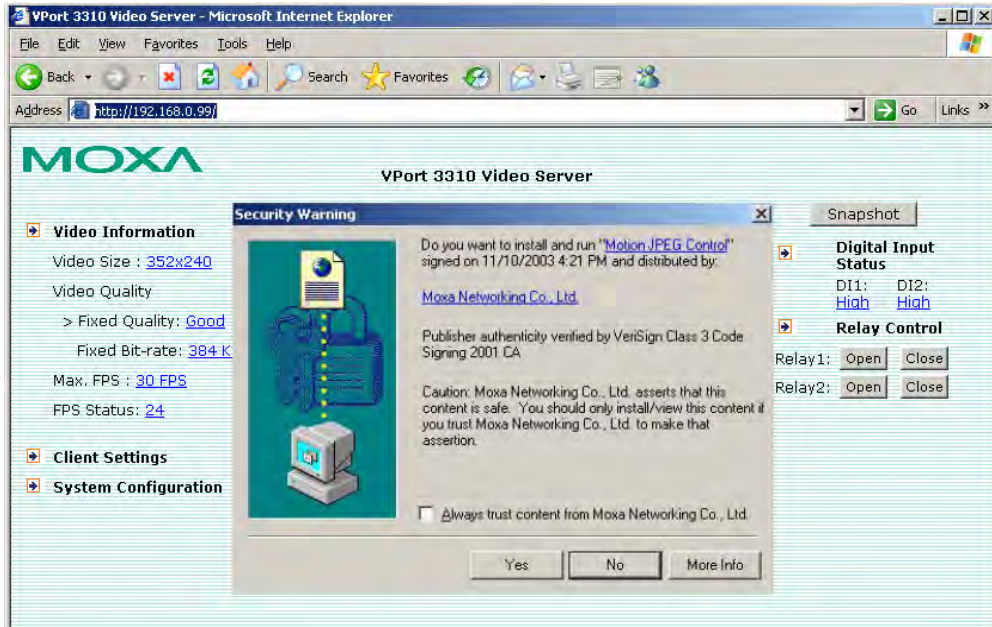 VPort 3310 Video Server - Microsoft Internet Explorer
File Edit View Favorites Tools Help
Back Search Favorites
Address http://192.168.0.99/ Go Links »
MOXA
VPort 3310 Video Server
Video Information
Video Size : 352x240
Video Quality
> Fixed Quality: Good
Fixed Bit-rate: 384 K
Max. FPS : 30 FPS
FPS Status: 24
Client Settings
System Configuration
Security Warning
Do you want to install and run "Motion JPEG Control"
signed on 11/10/2003 4:21 PM and distributed by:
Moxa Networking Co., Ltd.
Publisher authenticity verified by VeriSign Class 3 Code
Signing 2001 CA
Caution: Moxa Networking Co., Ltd. asserts that this
content is safe. You should only install/view this content if
you trust Moxa Networking Co., Ltd. to make that
assertion.
Always trust content from Moxa Networking Co., Ltd.
Yes No More Info
Snapshot
Digital Input
Status
DI1: DI2:
High High
Relay Control
Relay1: Open Close
Relay2: Open Close